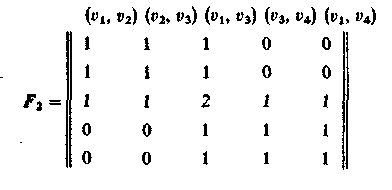 (v₁, v₂) (v₂, v₃) (v₁, v₃) (v₃, v₄) (v₁, v₄)
1 1 1 0 0
1 1 1 0 0
F₂ = 1 1 2 1 1
0 0 1 1 1
0 0 1 1 1